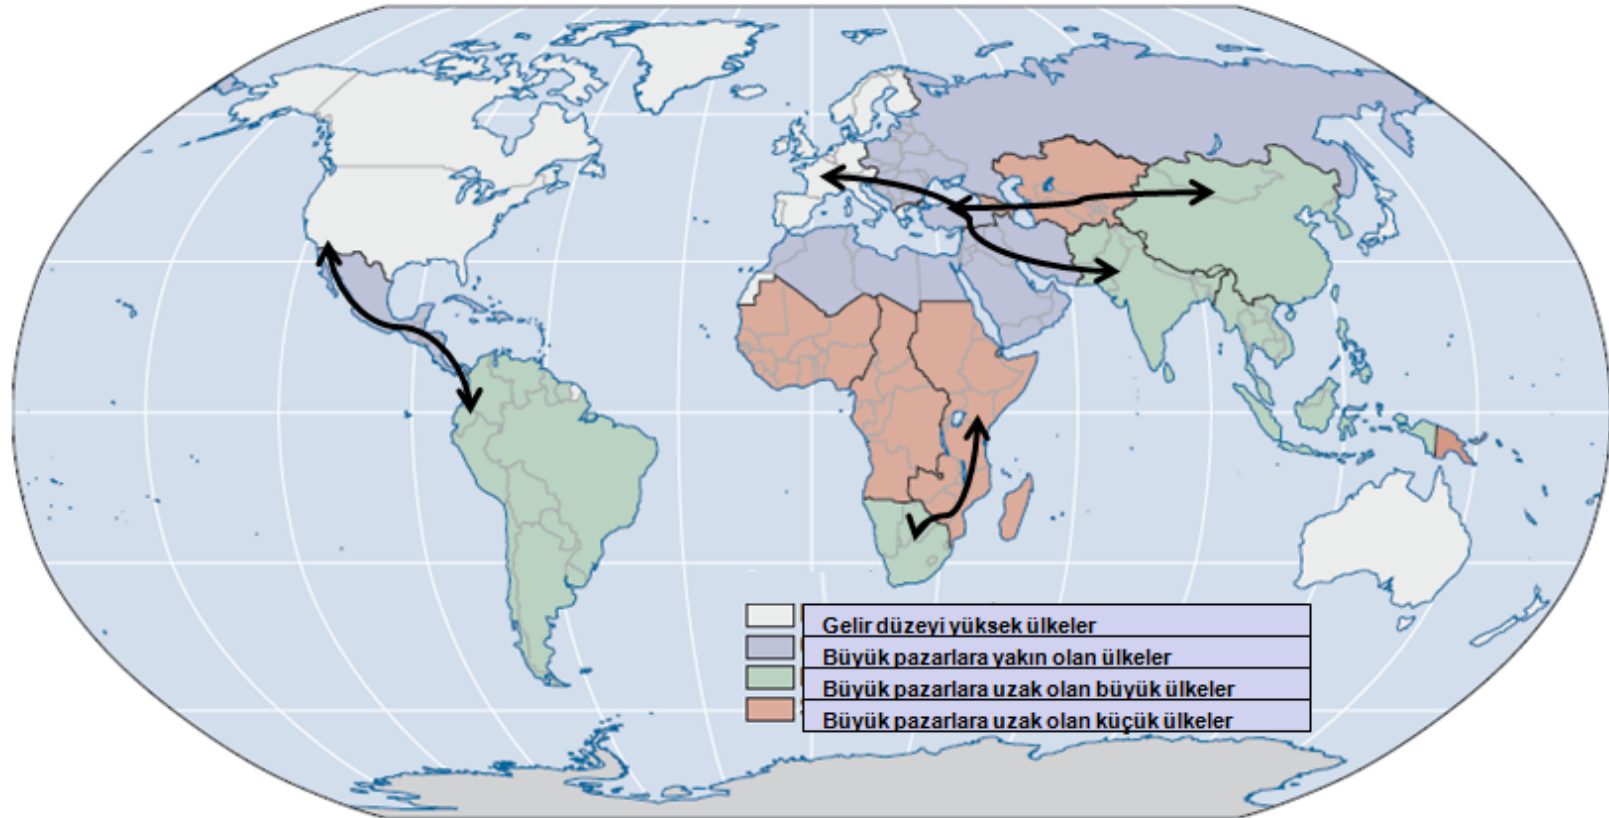 Gelir düzeyi yüksek ülkeler
Büyük pazarlara yakın olan ülkeler
Büyük pazarlara uzak olan büyük ülkeler
Büyük pazarlara uzak olan küçük ülkeler